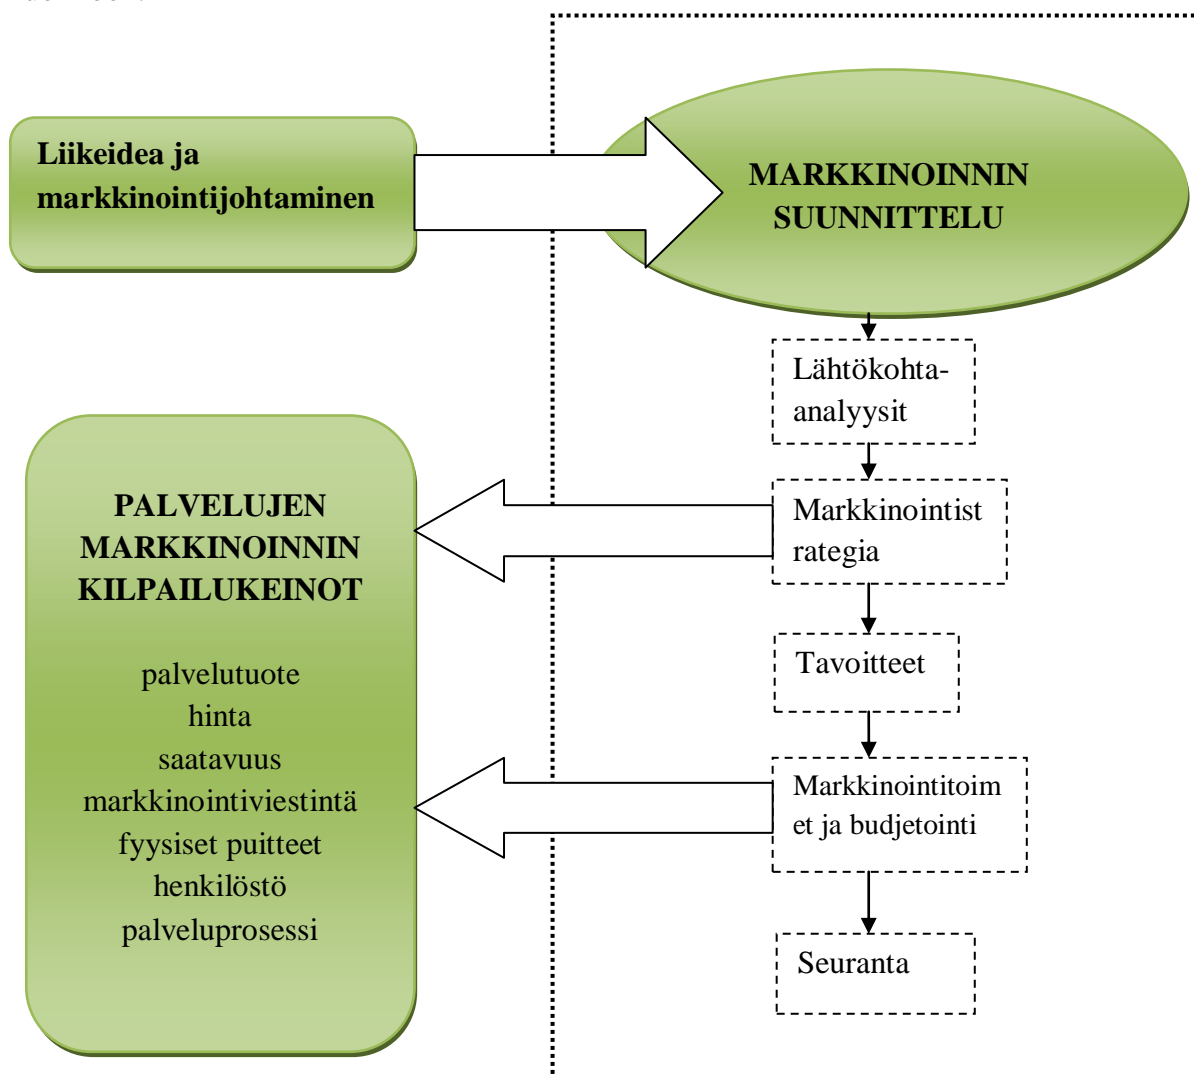 Liikeidea ja
markkinointijohtaminen
MARKKINOINNIN
SUUNNITTELU
Lähtökohta-
analyysit
Markkinointist
rategia
Tavoitteet
Markkinointitoim
et ja budjetointi
Seuranta
PALVELUJEN
MARKKINOINNIN
KILPAILUKEINOT
palvelutuote
hinta
saatavuus
markkinointiviestintä
fyysiset puitteet
henkilöstö
palveluprosessi